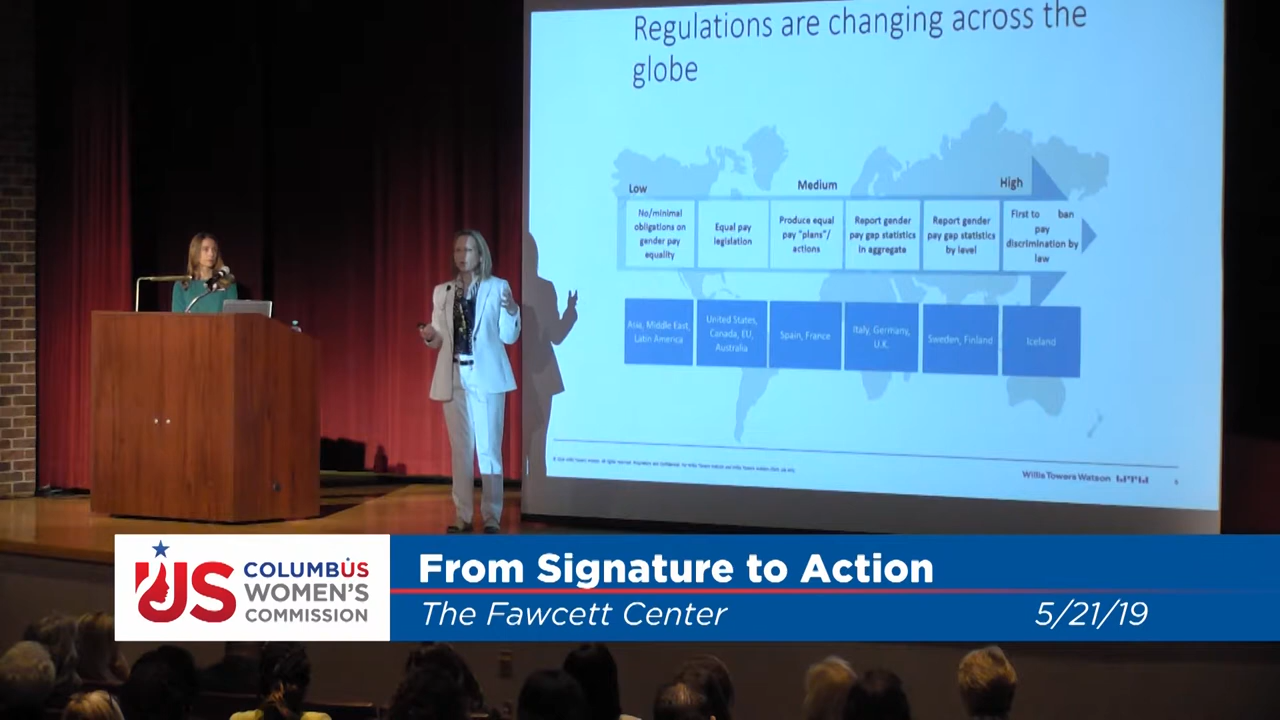 Regulations are changing across the
globe
Low
Medium
High
No/minimal
obligations on
gender pay
equality
Equal pay
legislation
Produce equal
pay "plans"/
actions
Report gender
pay gap statistics
in aggregate
Report gender
pay gap statistics
by level
First to ban
pay
discrimination by
law
Asia, Middle East,
Latin America
United States,
Canada, EU,
Australia
Spain, France
Italy, Germany,
U.K.
Sweden, Finland
Iceland
Willis Towers Watson
US
COLUMBUS
WOMEN'S
COMMISSION
From Signature to Action
The Fawcett Center
5/21/19